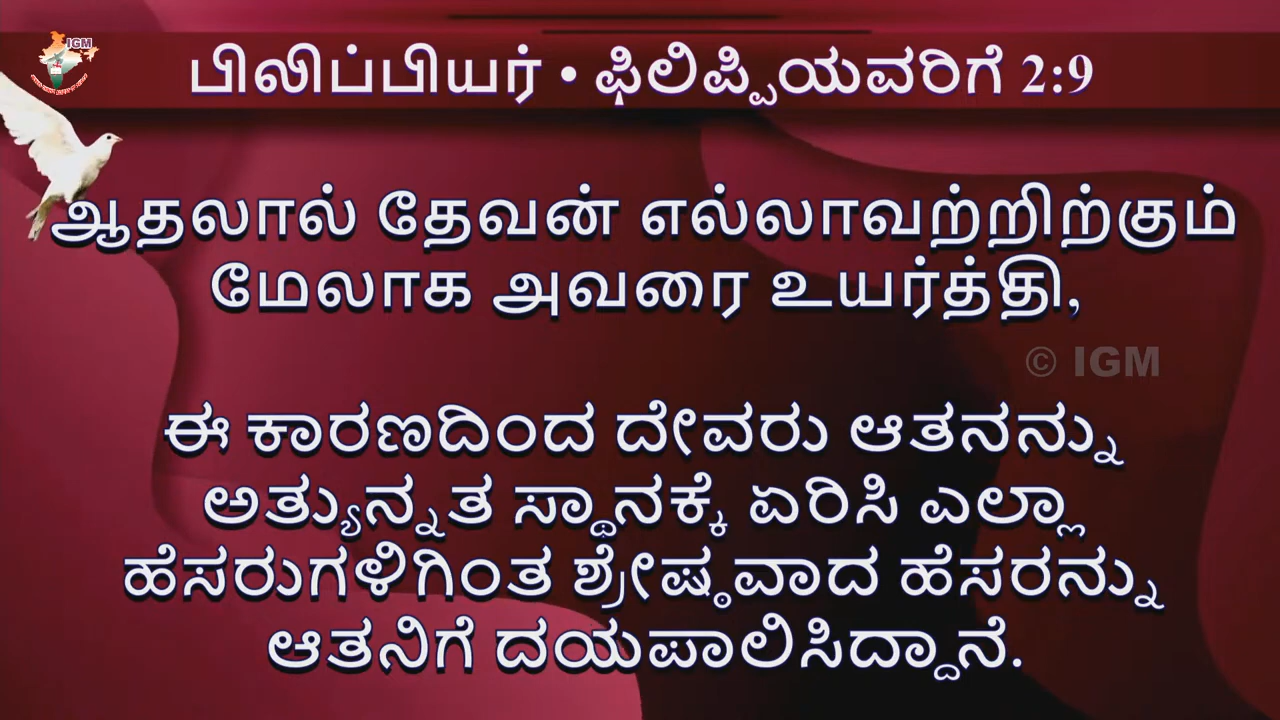 IGM
பிலிப்பியர் • ಫಿಲಿಪ್ಪಿಯವರಿಗೆ 2:9
ஆதலால் தேவன் எல்லாவற்றிற்கும்
மேலாக அவரை உயர்த்தி,
© IGM
ಈ ಕಾರಣದಿಂದ ದೇವರು ಆತನನ್ನು
ಅತ್ಯುನ್ನತ ಸ್ಥಾನಕ್ಕೆ ಏರಿಸಿ ಎಲ್ಲಾ
ಹೆಸರುಗಳಿಗಿಂತ ಶ್ರೇಷ್ಠವಾದ ಹೆಸರನ್ನು
ಆತನಿಗೆ ದಯಪಾಲಿಸಿದ್ದಾನೆ.